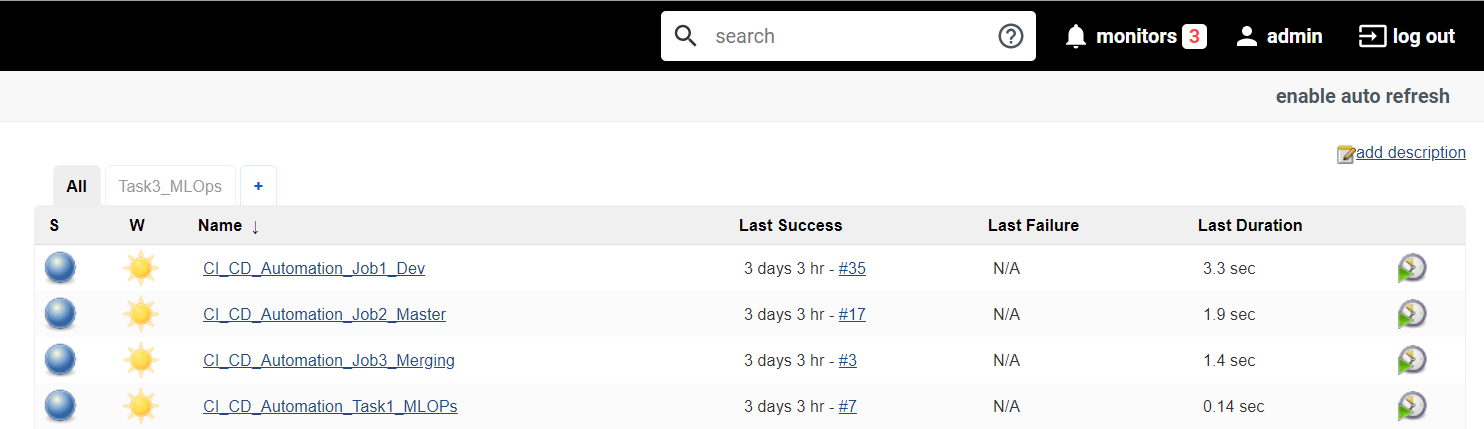 search monitors 3 admin log out
enable auto refresh
add description
All Task3_MLOps +
S W Name ↓ Last Success Last Failure Last Duration
CI_CD_Automation_Job1_Dev 3 days 3 hr - #35 N/A 3.3 sec
CI_CD_Automation_Job2_Master 3 days 3 hr - #17 N/A 1.9 sec
CI_CD_Automation_Job3_Merging 3 days 3 hr - #3 N/A 1.4 sec
CI_CD_Automation_Task1_MLOPs 3 days 3 hr - #7 N/A 0.14 sec